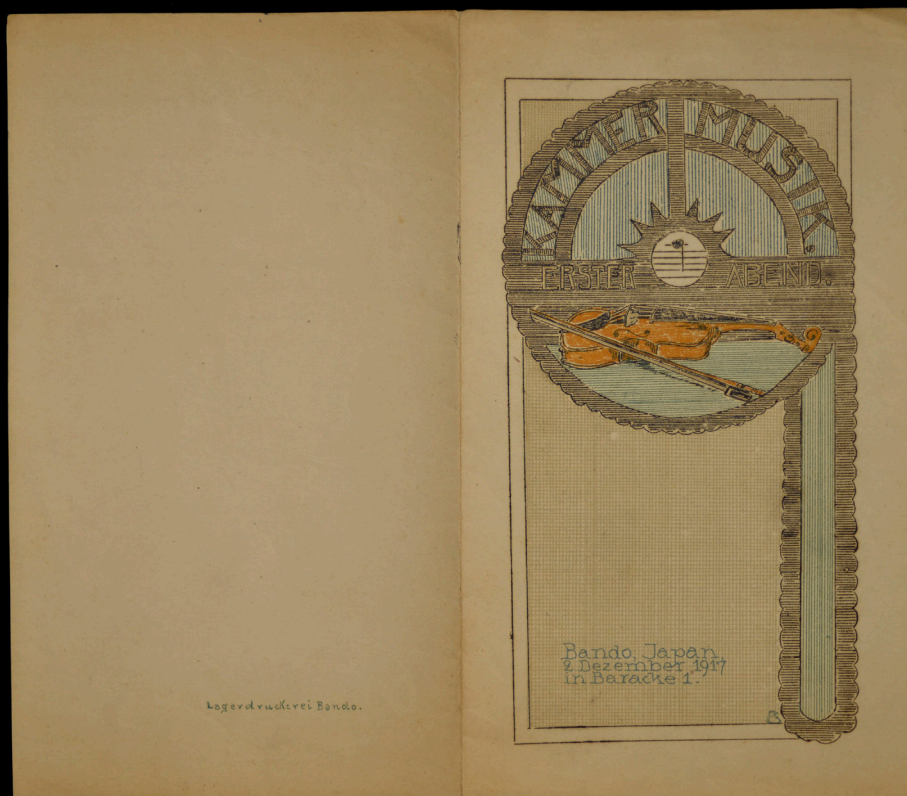 Lagerdruckerei Bando.
KAMMER MUSIK.
ERSTER ABEND.
Bando, Japan,
2 Dezember, 1917
in Baracke 1.